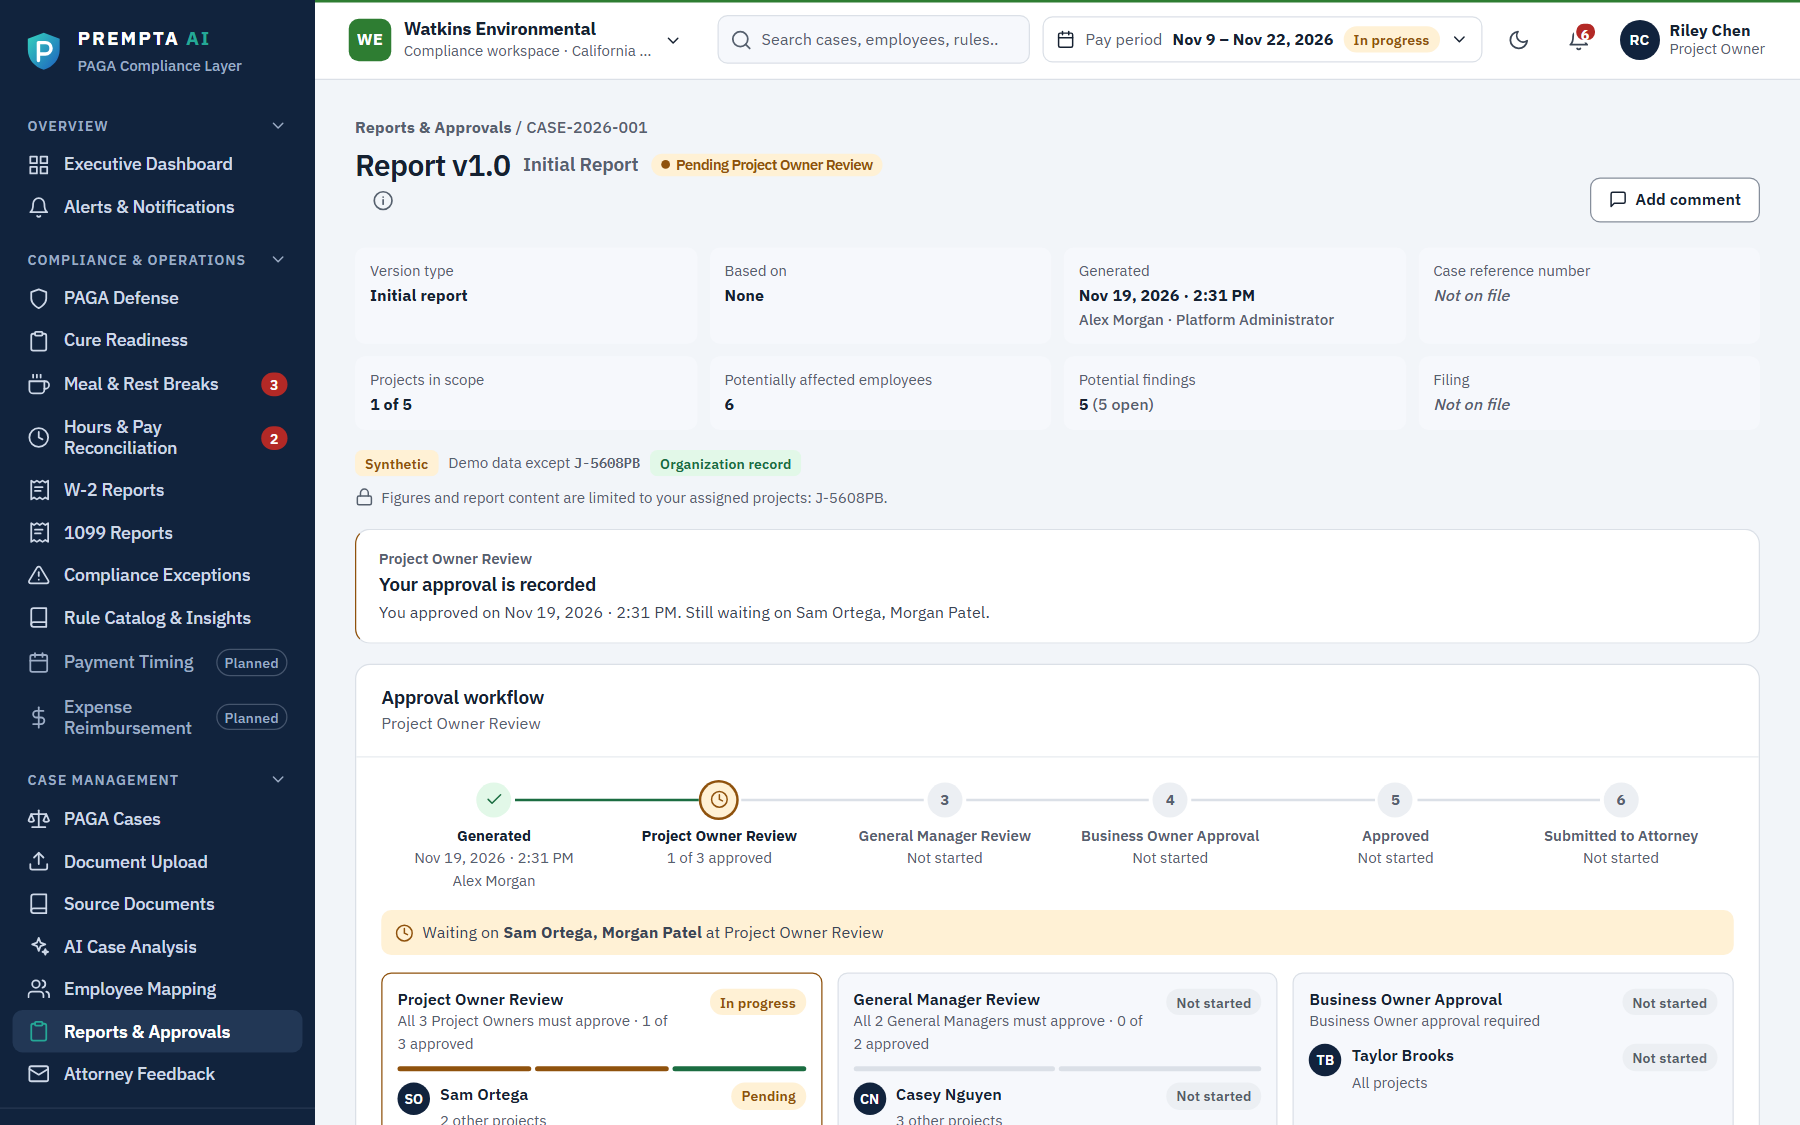 PREMPTA AI
PAGA Compliance Layer
OVERVIEW
Executive Dashboard
Alerts & Notifications
COMPLIANCE & OPERATIONS
PAGA Defense
Cure Readiness
Meal & Rest Breaks
3
Hours & Pay
Reconciliation
2
W-2 Reports
1099 Reports
Compliance Exceptions
Rule Catalog & Insights
Payment Timing
Planned
Expense
Reimbursement
Planned
CASE MANAGEMENT
PAGA Cases
Document Upload
Source Documents
AI Case Analysis
Employee Mapping
Reports & Approvals
Attorney Feedback
WE
Watkins Environmental
Compliance workspace · California ...
Search cases, employees, rules..
Pay period Nov 9 – Nov 22, 2026 In progress
6
RC
Riley Chen
Project Owner
Reports & Approvals / CASE-2026-001
Report v1.0 Initial Report Pending Project Owner Review
Add comment
Version type
Initial report
Based on
None
Generated
Nov 19, 2026 · 2:31 PM
Alex Morgan · Platform Administrator
Case reference number
Not on file
Projects in scope
1 of 5
Potentially affected employees
6
Potential findings
5 (5 open)
Filing
Not on file
Synthetic Demo data except J-5608PB Organization record
Figures and report content are limited to your assigned projects: J-5608PB.
Project Owner Review
Your approval is recorded
You approved on Nov 19, 2026 · 2:31 PM. Still waiting on Sam Ortega, Morgan Patel.
Approval workflow
Project Owner Review
Generated
Nov 19, 2026 · 2:31 PM
Alex Morgan
Project Owner Review
1 of 3 approved
3
General Manager Review
Not started
4
Business Owner Approval
Not started
5
Approved
Not started
6
Submitted to Attorney
Not started
Waiting on Sam Ortega, Morgan Patel at Project Owner Review
Project Owner Review
In progress
All 3 Project Owners must approve · 1 of
3 approved
SO
Sam Ortega
Pending
2 other projects
General Manager Review
Not started
All 2 General Managers must approve · 0 of
2 approved
CN
Casey Nguyen
Not started
3 other projects
Business Owner Approval
Not started
Business Owner approval required
TB
Taylor Brooks
Not started
All projects